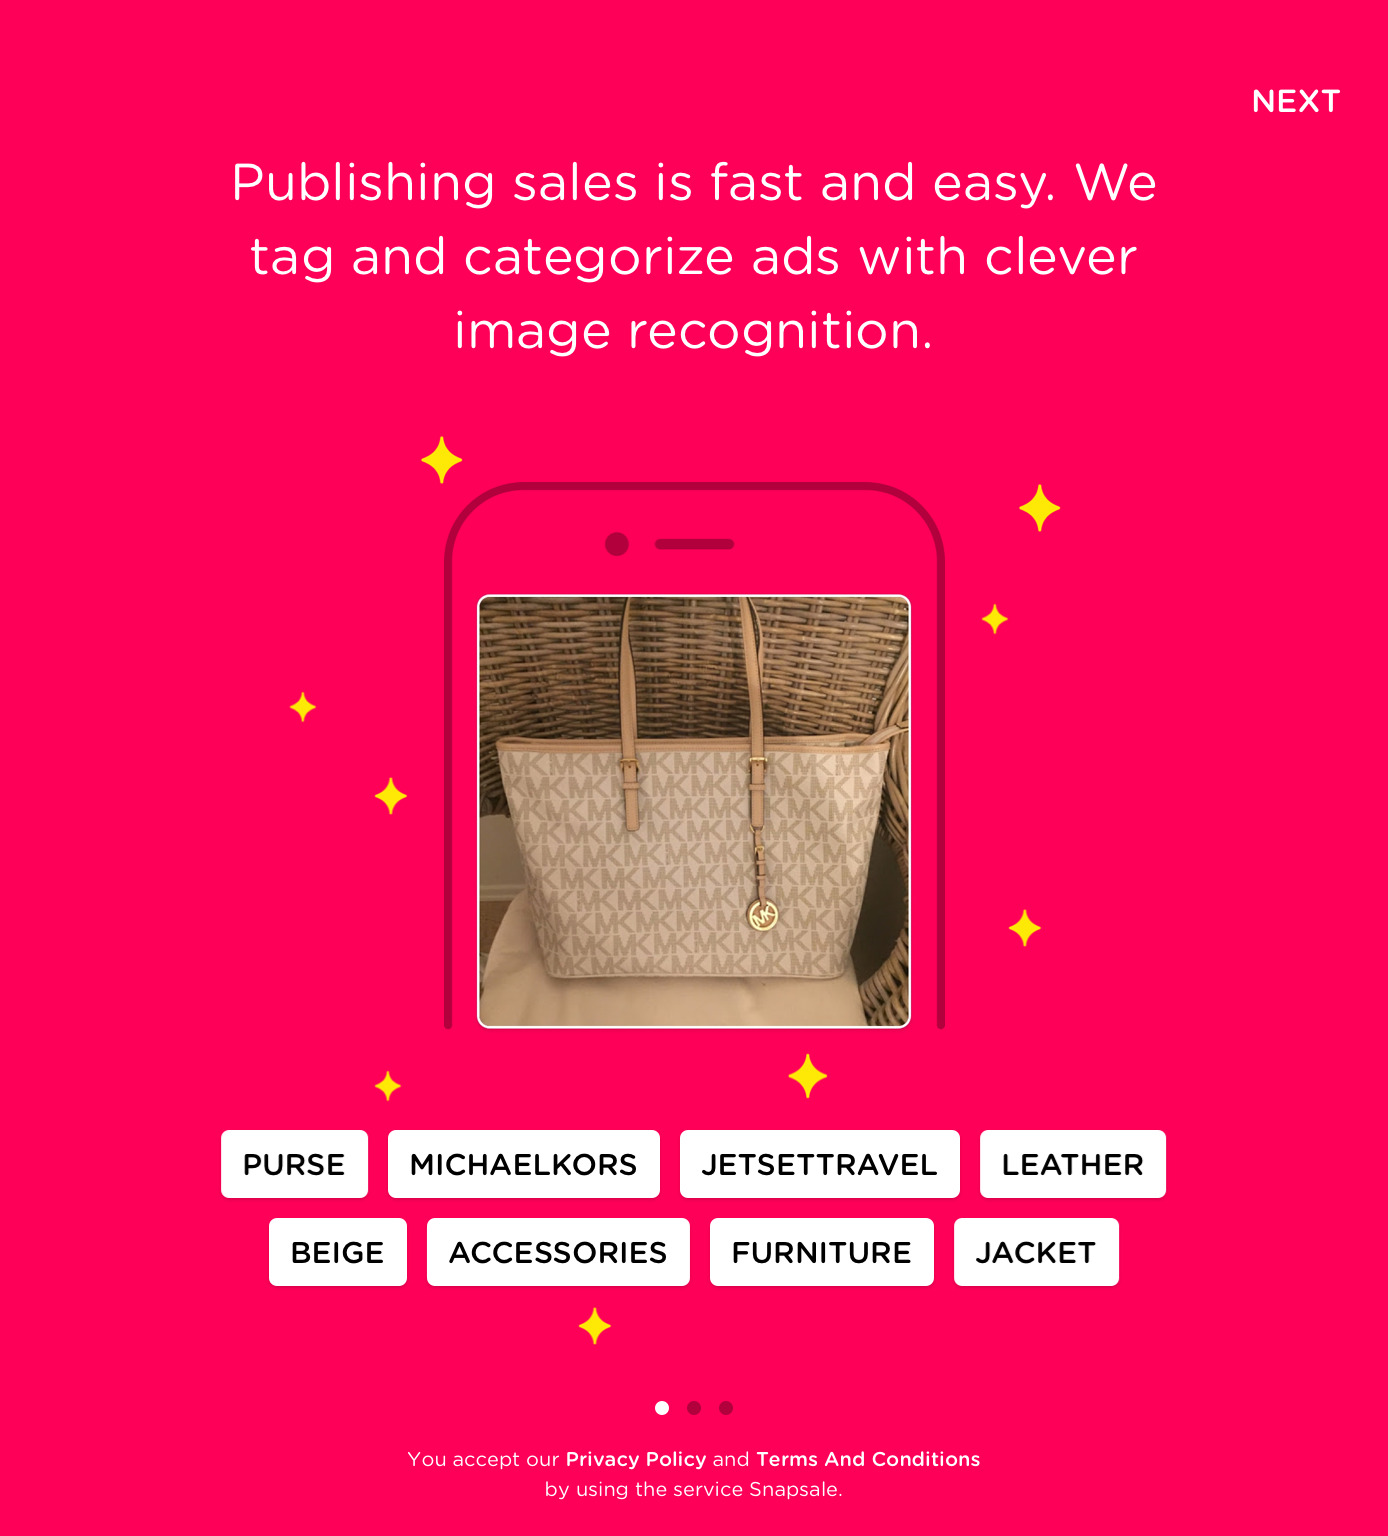 NEXT
Publishing sales is fast and easy. We
tag and categorize ads with clever
image recognition.
MK
PURSE MICHAELKORS JETSETTRAVEL LEATHER
BEIGE ACCESSORIES FURNITURE JACKET
You accept our Privacy Policy and Terms And Conditions
by using the service Snapsale.